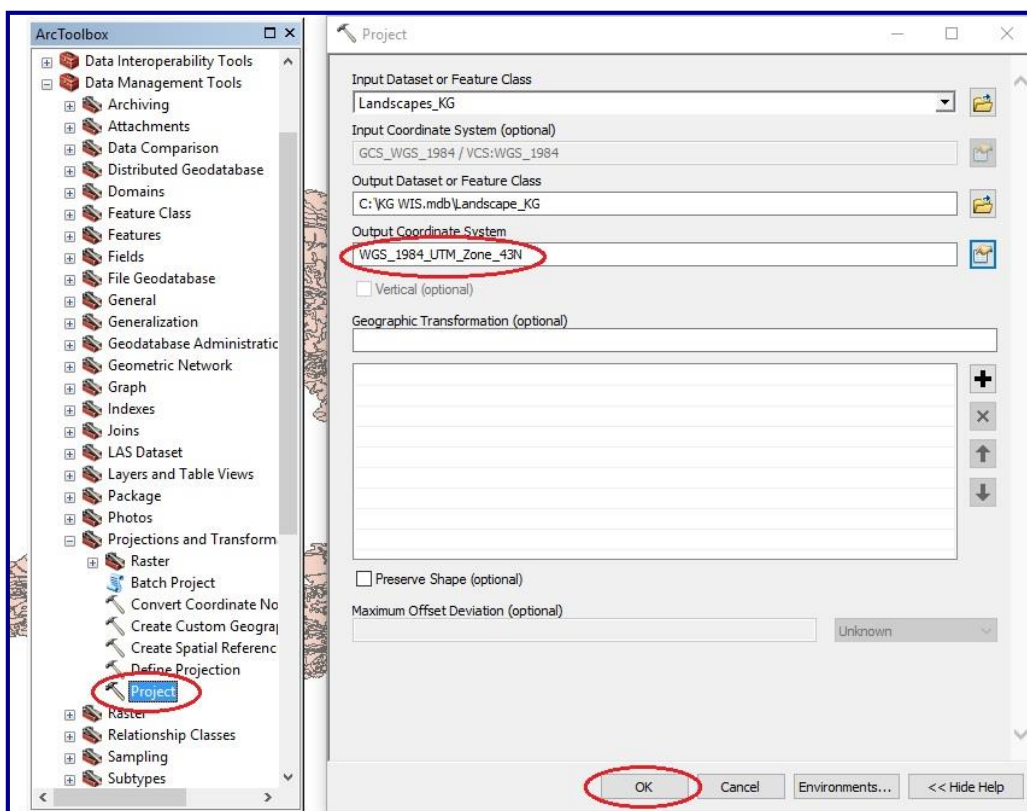 ArcToolbox
Data Interoperability Tools
Data Management Tools
Archiving
Attachments
Data Comparison
Distributed Geodatabase
Domains
Feature Class
Features
Fields
File Geodatabase
General
Generalization
Geodatabase Administratic
Geometric Network
Graph
Indexes
Joins
LAS Dataset
Layers and Table Views
Package
Photos
Projections and Transform
Raster
Batch Project
Convert Coordinate No
Create Custom Geogra
Create Spatial Referenc
Define Projection
Project
Raster
Relationship Classes
Sampling
Subtypes
Project
Input Dataset or Feature Class
Landscapes_KG
Input Coordinate System (optional)
GCS_WGS_1984 / VCS:WGS_1984
Output Dataset or Feature Class
C:\KG WIS.mdb\Landscape_KG
Output Coordinate System
WGS_1984_UTM_Zone_43N
Vertical (optional)
Geographic Transformation (optional)
Preserve Shape (optional)
Maximum Offset Deviation (optional)
Unknown
OK
Cancel
Environments...
<< Hide Help